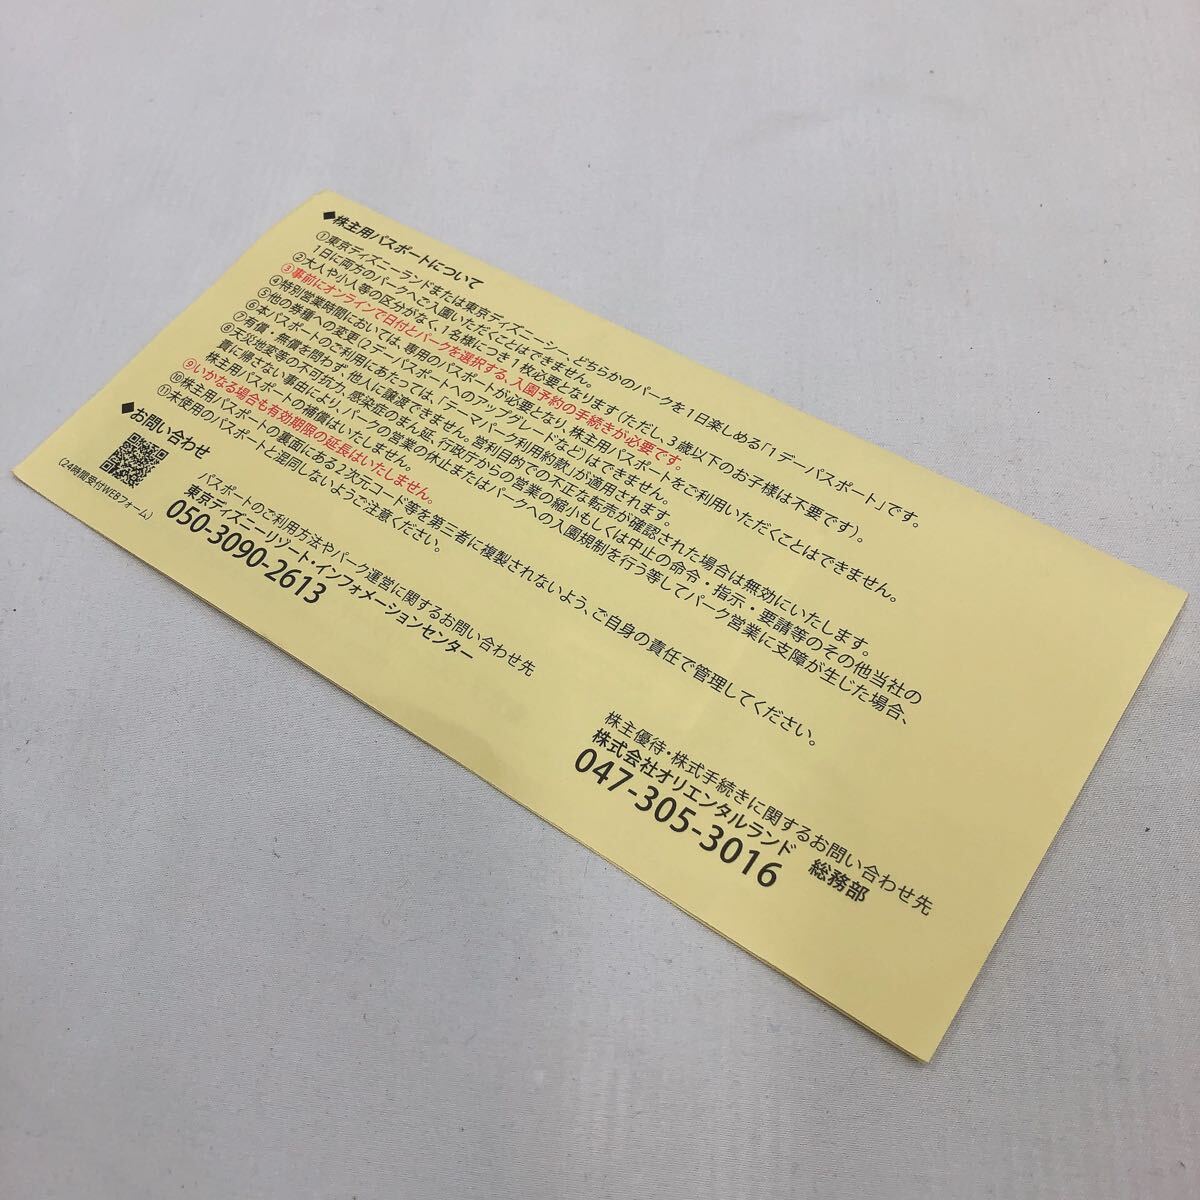 ◆株主用パスポートについて
①東京ディズニーランドまたは東京ディズニーシー、どちらかのパークを1日楽しめる「1デーパスポート」です。
1日に両方のパークへご入園いただくことはできません。
②大人や小人等の区分がなく、1名様につき1枚必要となります(ただし、3歳以下のお子様は不要です)。
③事前にオンラインで日付とパークを選択する、入園予約の手続きが必要です。
④特別営業時間においては、専用のパスポートが必要となり、株主用パスポートをご利用いただくことはできません。
⑤他の券種への変更(2デーパスポートへのアップグレードなど)はできません。
⑥本パスポートのご利用にあたっては、「テーマパーク利用約款」が適用されます。
⑦有償・無償を問わず、他人に譲渡できません。営利目的での不正な転売が確認された場合は無効にいたします。
⑧天災地変等の不可抗力、感染症のまん延、行政庁からの営業の縮小もしくは中止の命令・指示・要請等のその他当社の
責に帰さない事由により、パークの営業の休止またはパークへの入園規制を行う等してパーク営業に支障が生じた場合、
株主用パスポートの補償はいたしません。
⑨いかなる場合も有効期限の延長はいたしません。
⑩株主用パスポートの裏面にある2次元コード等を第三者に複製されないよう、ご自身の責任で管理してください。
⑪未使用のパスポートと混同しないようご注意ください。
◆お問い合わせ
(24時間受付WEBフォーム)
パスポートのご利用方法やパーク運営に関するお問い合わせ先
東京ディズニーリゾート・インフォメーションセンター
050-3090-2613
株主優待・株式手続きに関するお問い合わせ先
株式会社オリエンタルランド 総務部
047-305-3016